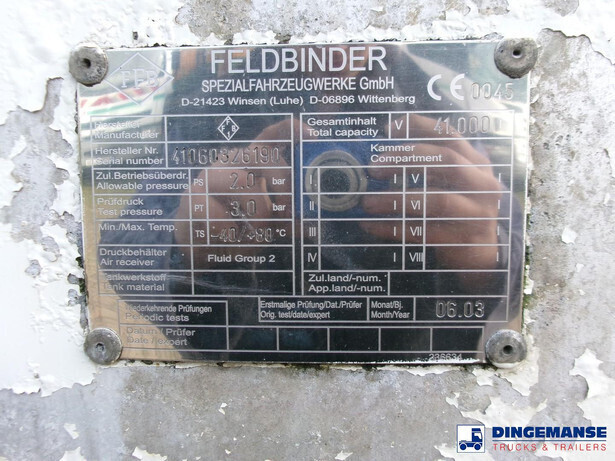 FEB
FELDBINDER
SPEZIALFAHRZEUGWERKE GmbH
D-21423 Winsen (Luhe) D-06896 Wittenberg
CE 0045
Hersteller
Manufacturer
F B
Gesamtinhalt
Total capacity
V
41.000
Hersteller Nr.
Serial number
Kammer
Compartment
Zul.Betriebsüberdr.
Allowable pressure
PS
2.0
bar
I
l
V
l
Prüfdruck
Test pressure
PT
3.0
bar
II
l
VI
l
Min./Max. Temp.
TS
-40/+80
°C
III
l
VII
l
Druckbehälter
Air receiver
Fluid Group 2
IV
l
VIII
l
Tankwerkstoff
Tank material
Zul.land/-num.
App.land/-num.
Wiederkehrende Prüfungen
Periodic tests
Erstmalige Prüfung/Dat./Prüfer
Orig. test/date/expert
Monat/Bj.
Month/Year
06.03
Datum / Prüfer
Date / expert
DINGEMANSE
TRUCKS & TRAILERS